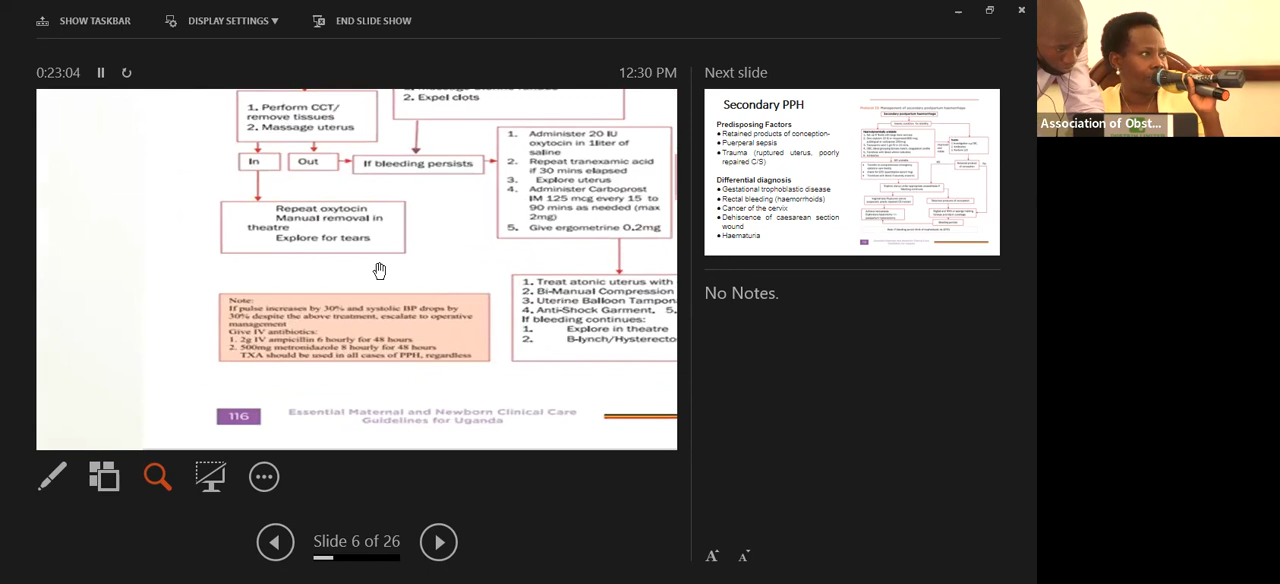 SHOW TASKBAR
DISPLAY SETTINGS ▼
END SLIDE SHOW
0:23:04
12:30 PM
2. Expel clots
1. Perform CCT/
remove tissues
2. Massage uterus
In
Out
If bleeding persists
1. Administer 20 IU
oxytocin in 1liter of
saline
2. Repeat tranexamic acid
if 30 mins elapsed
3. Explore uterus
4. Administer Carboprost
IM 125 mcg every 15 to
90 mins as needed (max
2mg)
5. Give ergometrine 0.2mg
Repeat oxytocin
Manual removal in
theatre
Explore for tears
1. Treat atonic uterus with
2. Bi-Manual Compression
3. Uterine Balloon Tampon
4. Anti-Shock Garment, 5.
If bleeding continues:
1. Explore in theatre
2. B-lynch/Hysterecto
Note:
If pulse increases by 30% and systolic BP drops by
30% despite the above treatment, escalate to operative
management
Give IV antibiotics:
1. 2g IV ampicillin 6 hourly for 48 hours
2. 500mg metronidazole 8 hourly for 48 hours
TXA should be used in all cases of PPH, regardless
116
Essential Maternal and Newborn Clinical Care
Guidelines for Uganda
Slide 6 of 26
Next slide
Secondary PPH
Predisposing Factors
• Retained products of conception-
• Puerperal sepsis
• Trauma (ruptured uterus, poorly
repaired C/S)
Differential diagnosis
• Gestational trophoblastic disease
• Rectal bleeding (haemorrhoids)
• Cancer of the cervix
• Dehiscence of caesarean section
wound
• Haematuria
No Notes.
A
A
Association of Obst...